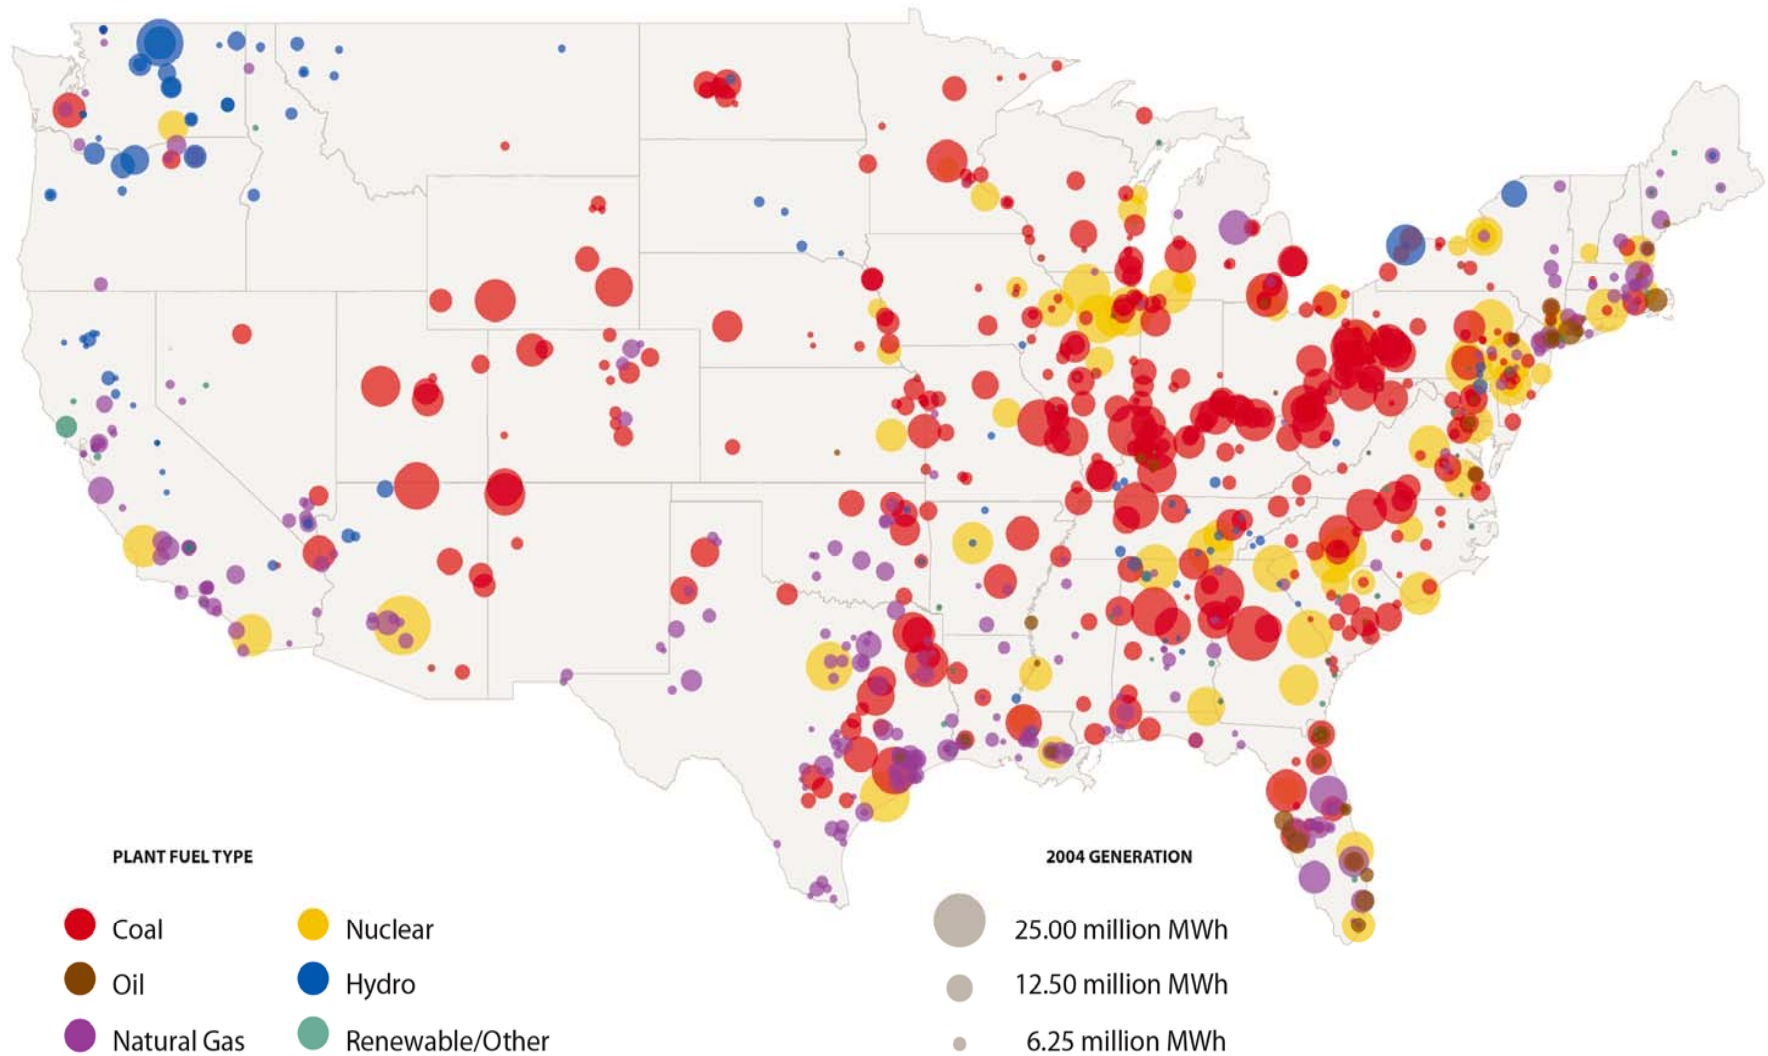 PLANT FUEL TYPE
Coal
Nuclear
Oil
Hydro
Natural Gas
Renewable/Other
2004 GENERATION
25.00 million MWh
12.50 million MWh
6.25 million MWh